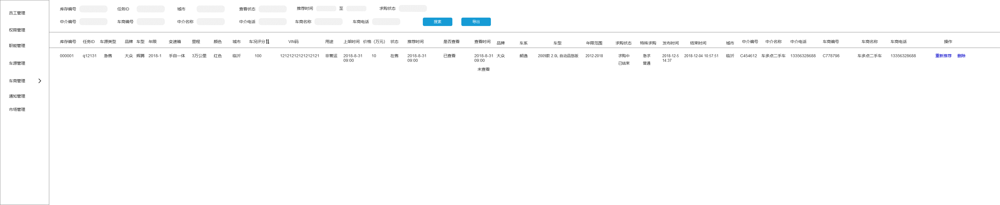 员工管理
权限管理
职能管理
车源管理
车商管理
通知管理
市场管理
库存编号 任务ID 城市 查看状态 推荐时间 至 求购状态
中介编号 车商编号 中介名称 中介电话 车商名称 车商电话 搜索 导出
库存编号 任务ID 车源类型 品牌 车型 年限 变速箱 里程 颜色 城市 车况评分 VIN码 用途 上架时间 价格（万元） 状态 推荐时间 是否查看 查看时间 品牌 车系 车型 年限范围 求购状态 特殊求购 发布时间 结束时间 城市 中介编号 中介名称 中介电话 车商编号 车商名称 车商电话 操作
000001 q12131 急售 大众 辉腾 2018-1 手自一体 3万公里 红色 临沂 100 12121212121212121 非营运 2018-8-31 10 在售 2018-8-31 已查看 2018-8-31 大众 朗逸 2009款 2.0L 自动品悠版 2012-2018 求购中 急求 2018-12-5 2018-12-04 10:57:51 临沂 C454612 车多点二手车 13356328688 C778798 车多点二手车 13356328688 重新推荐 删除
09:00 09:00 09:00 14:37
已结束 普通
未查看